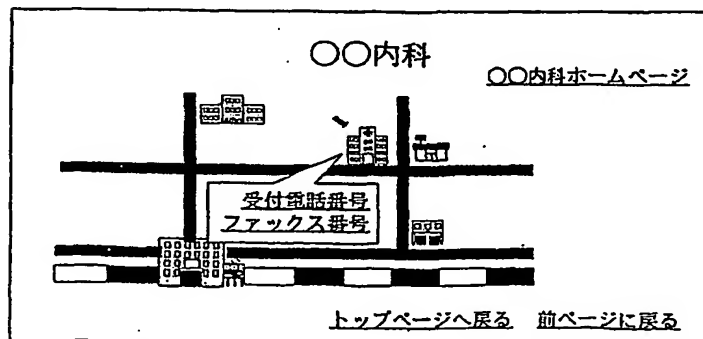 ○○内科
○○内科ホームページ
受付電話番号
ファックス番号
トップページへ戻る 前ページに戻る